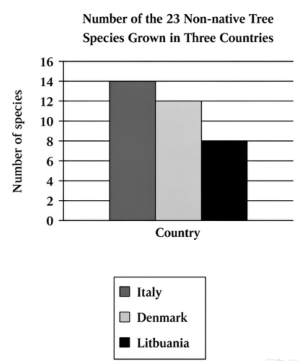 Number of the 23 Non-native Tree
Species Grown in Three Countries
Number of species
16
14
12
10
8
6
4
2
0
Country
Italy
Denmark
Litbuania